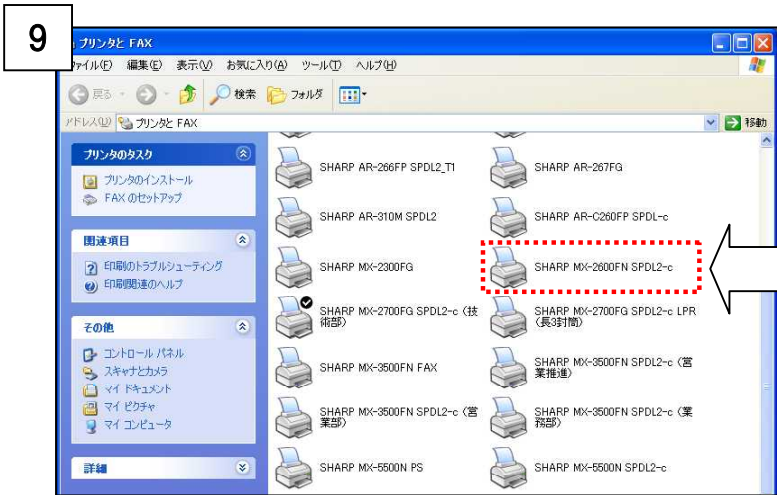 9
プリンタと FAX
ファイル(F) 編集(E) 表示(V) お気に入り(A) ツール(T) ヘルプ(H)
戻る 検索 フォルダ
アドレス(D) プリンタと FAX 移動
プリンタのタスク
プリンタのインストール
FAX のセットアップ
関連項目
印刷のトラブルシューティング
印刷関連のヘルプ
その他
コントロール パネル
スキャナとカメラ
マイ ドキュメント
マイ ピクチャ
マイ コンピュータ
詳細
SHARP AR-266FP SPDL2_T1
SHARP AR-267FG
SHARP AR-310M SPDL2
SHARP AR-C260FP SPDL-c
SHARP MX-2300FG
SHARP MX-2600FN SPDL2-c
SHARP MX-2700FG SPDL2-c (技
術部)
SHARP MX-2700FG SPDL2-c LPR
(長3封筒)
SHARP MX-3500FN FAX
SHARP MX-3500FN SPDL2-c (営
業推進)
SHARP MX-3500FN SPDL2-c (営
業部)
SHARP MX-3500FN SPDL2-c (業
務部)
SHARP MX-5500N PS
SHARP MX-5500N SPDL2-c